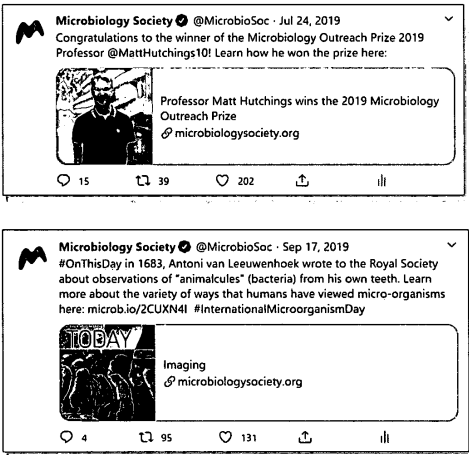 Microbiology Society @MicrobioSoc · Jul 24, 2019
Congratulations to the winner of the Microbiology Outreach Prize 2019
Professor @MattHutchings10! Learn how he won the prize here:
Professor Matt Hutchings wins the 2019 Microbiology
Outreach Prize
microbiologysociety.org
15 39 202
Microbiology Society @MicrobioSoc · Sep 17, 2019
#OnThisDay in 1683, Antoni van Leeuwenhoek wrote to the Royal Society
about observations of "animalcules" (bacteria) from his own teeth. Learn
more about the variety of ways that humans have viewed micro-organisms
here: microb.io/2CUXN4I #InternationalMicroorganismDay
TODAY
Imaging
microbiologysociety.org
4 95 131